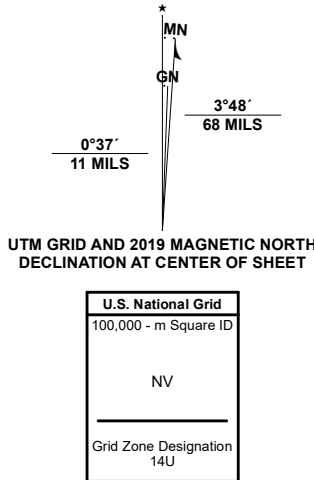 ★
MN
GN
3°48´
68 MILS
0°37´
11 MILS
UTM GRID AND 2019 MAGNETIC NORTH
DECLINATION AT CENTER OF SHEET
U.S. National Grid
100,000 - m Square ID
NV
Grid Zone Designation
14U